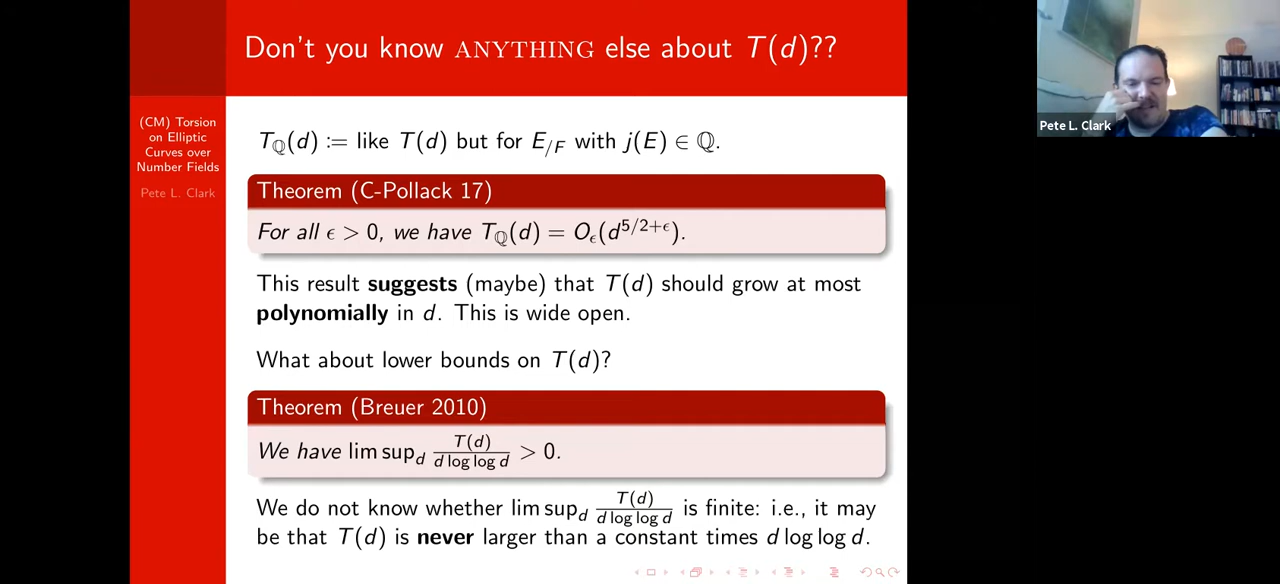 Don't you know ANYTHING else about T(d)??
(CM) Torsion
on Elliptic
Curves over
Number Fields
Pete L. Clark
T_ℚ(d) := like T(d) but for E_{/F} with j(E) ∈ ℚ.
Theorem (C-Pollack 17)
For all ϵ > 0, we have T_ℚ(d) = O_ϵ(d^{5/2+ϵ}).
This result suggests (maybe) that T(d) should grow at most
polynomially in d. This is wide open.
What about lower bounds on T(d)?
Theorem (Breuer 2010)
We have lim sup_d T(d)/(d log log d) > 0.
We do not know whether lim sup_d T(d)/(d log log d) is finite: i.e., it may
be that T(d) is never larger than a constant times d log log d.
Pete L. Clark